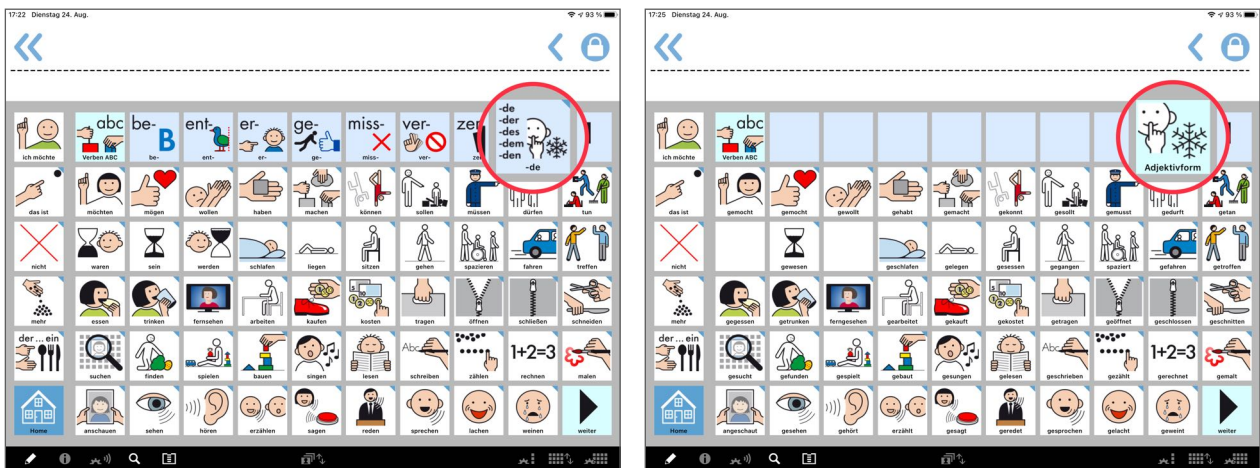 17:22 Dienstag 24. Aug.
93 %
abc
be-
ent-
er-
ge-
miss-
ver-
-de
-der
-des
-dem
-den
-de
ich möchte
Verben ABC
be-
ent-
er-
ge-
miss-
ver-
das ist
möchten
mögen
wollen
haben
machen
können
sollen
müssen
dürfen
tun
nicht
waren
sein
werden
schlafen
liegen
sitzen
gehen
spazieren
fahren
treffen
mehr
essen
trinken
fernsehen
arbeiten
kaufen
kosten
tragen
öffnen
schließen
schneiden
der ... ein
Abc
1+2=3
suchen
finden
spielen
bauen
singen
lesen
schreiben
zählen
rechnen
malen
Home
anschauen
sehen
hören
erzählen
sagen
reden
sprechen
lachen
weinen
weiter
17:25 Dienstag 24. Aug.
93 %
abc
ich möchte
Verben ABC
Adjektivform
das ist
gemocht
gemocht
gewollt
gehabt
gemacht
gekonnt
gesollt
gemusst
gedurft
getan
nicht
gewesen
geschlafen
gelegen
gesessen
gegangen
spaziert
gefahren
getroffen
mehr
gegessen
getrunken
ferngesehen
gearbeitet
gekauft
gekostet
getragen
geöffnet
geschlossen
geschnitten
der ... ein
Abc
1+2=3
gesucht
gefunden
gespielt
gebaut
gesungen
gelesen
geschrieben
gezählt
gerechnet
gemalt
Home
angeschaut
gesehen
gehört
erzählt
gesagt
geredet
gesprochen
gelacht
geweint
weiter